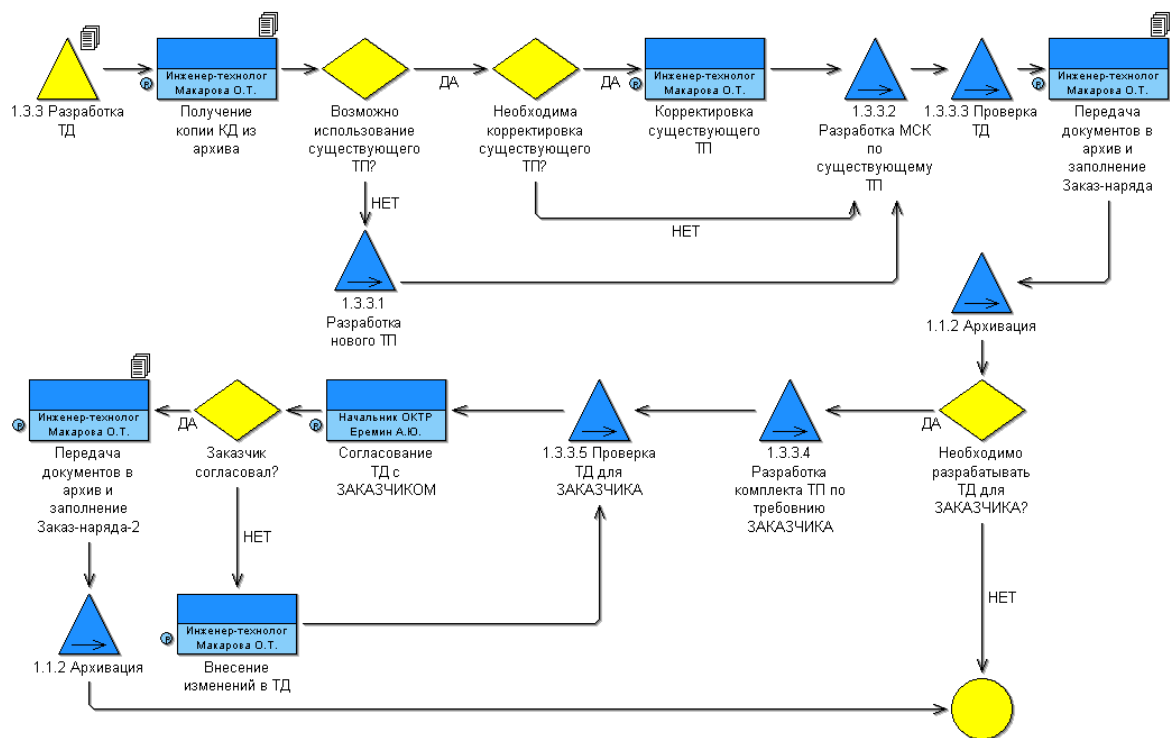 1.3.3 Разработка
ТД
Инженер-технолог
Макарова О.Т.
Получение
копии КД из
архива
Возможно
использование
существующего
ТП?
ДА
НЕТ
Необходима
корректировка
существующего
ТП?
ДА
НЕТ
Инженер-технолог
Макарова О.Т.
Корректировка
существующего
ТП
1.3.3.2
Разработка МСК
по
существующему
ТП
1.3.3.3 Проверка
ТД
Инженер-технолог
Макарова О.Т.
Передача
документов в
архив и
заполнение
Заказ-наряда
1.3.3.1
Разработка
нового ТП
1.1.2 Архивация
Инженер-технолог
Макарова О.Т.
Передача
документов в
архив и
заполнение
Заказ-наряда-2
ДА
Заказчик
согласовал?
НЕТ
Начальник ОКТР
Еремин А.Ю.
Согласование
ТД с
ЗАКАЗЧИКОМ
1.3.3.5 Проверка
ТД для
ЗАКАЗЧИКА
1.3.3.4
Разработка
комплекта ТП по
требовнию
ЗАКАЗЧИКА
ДА
Необходимо
разрабатывать
ТД для
ЗАКАЗЧИКА?
НЕТ
1.1.2 Архивация
Инженер-технолог
Макарова О.Т.
Внесение
изменений в ТД